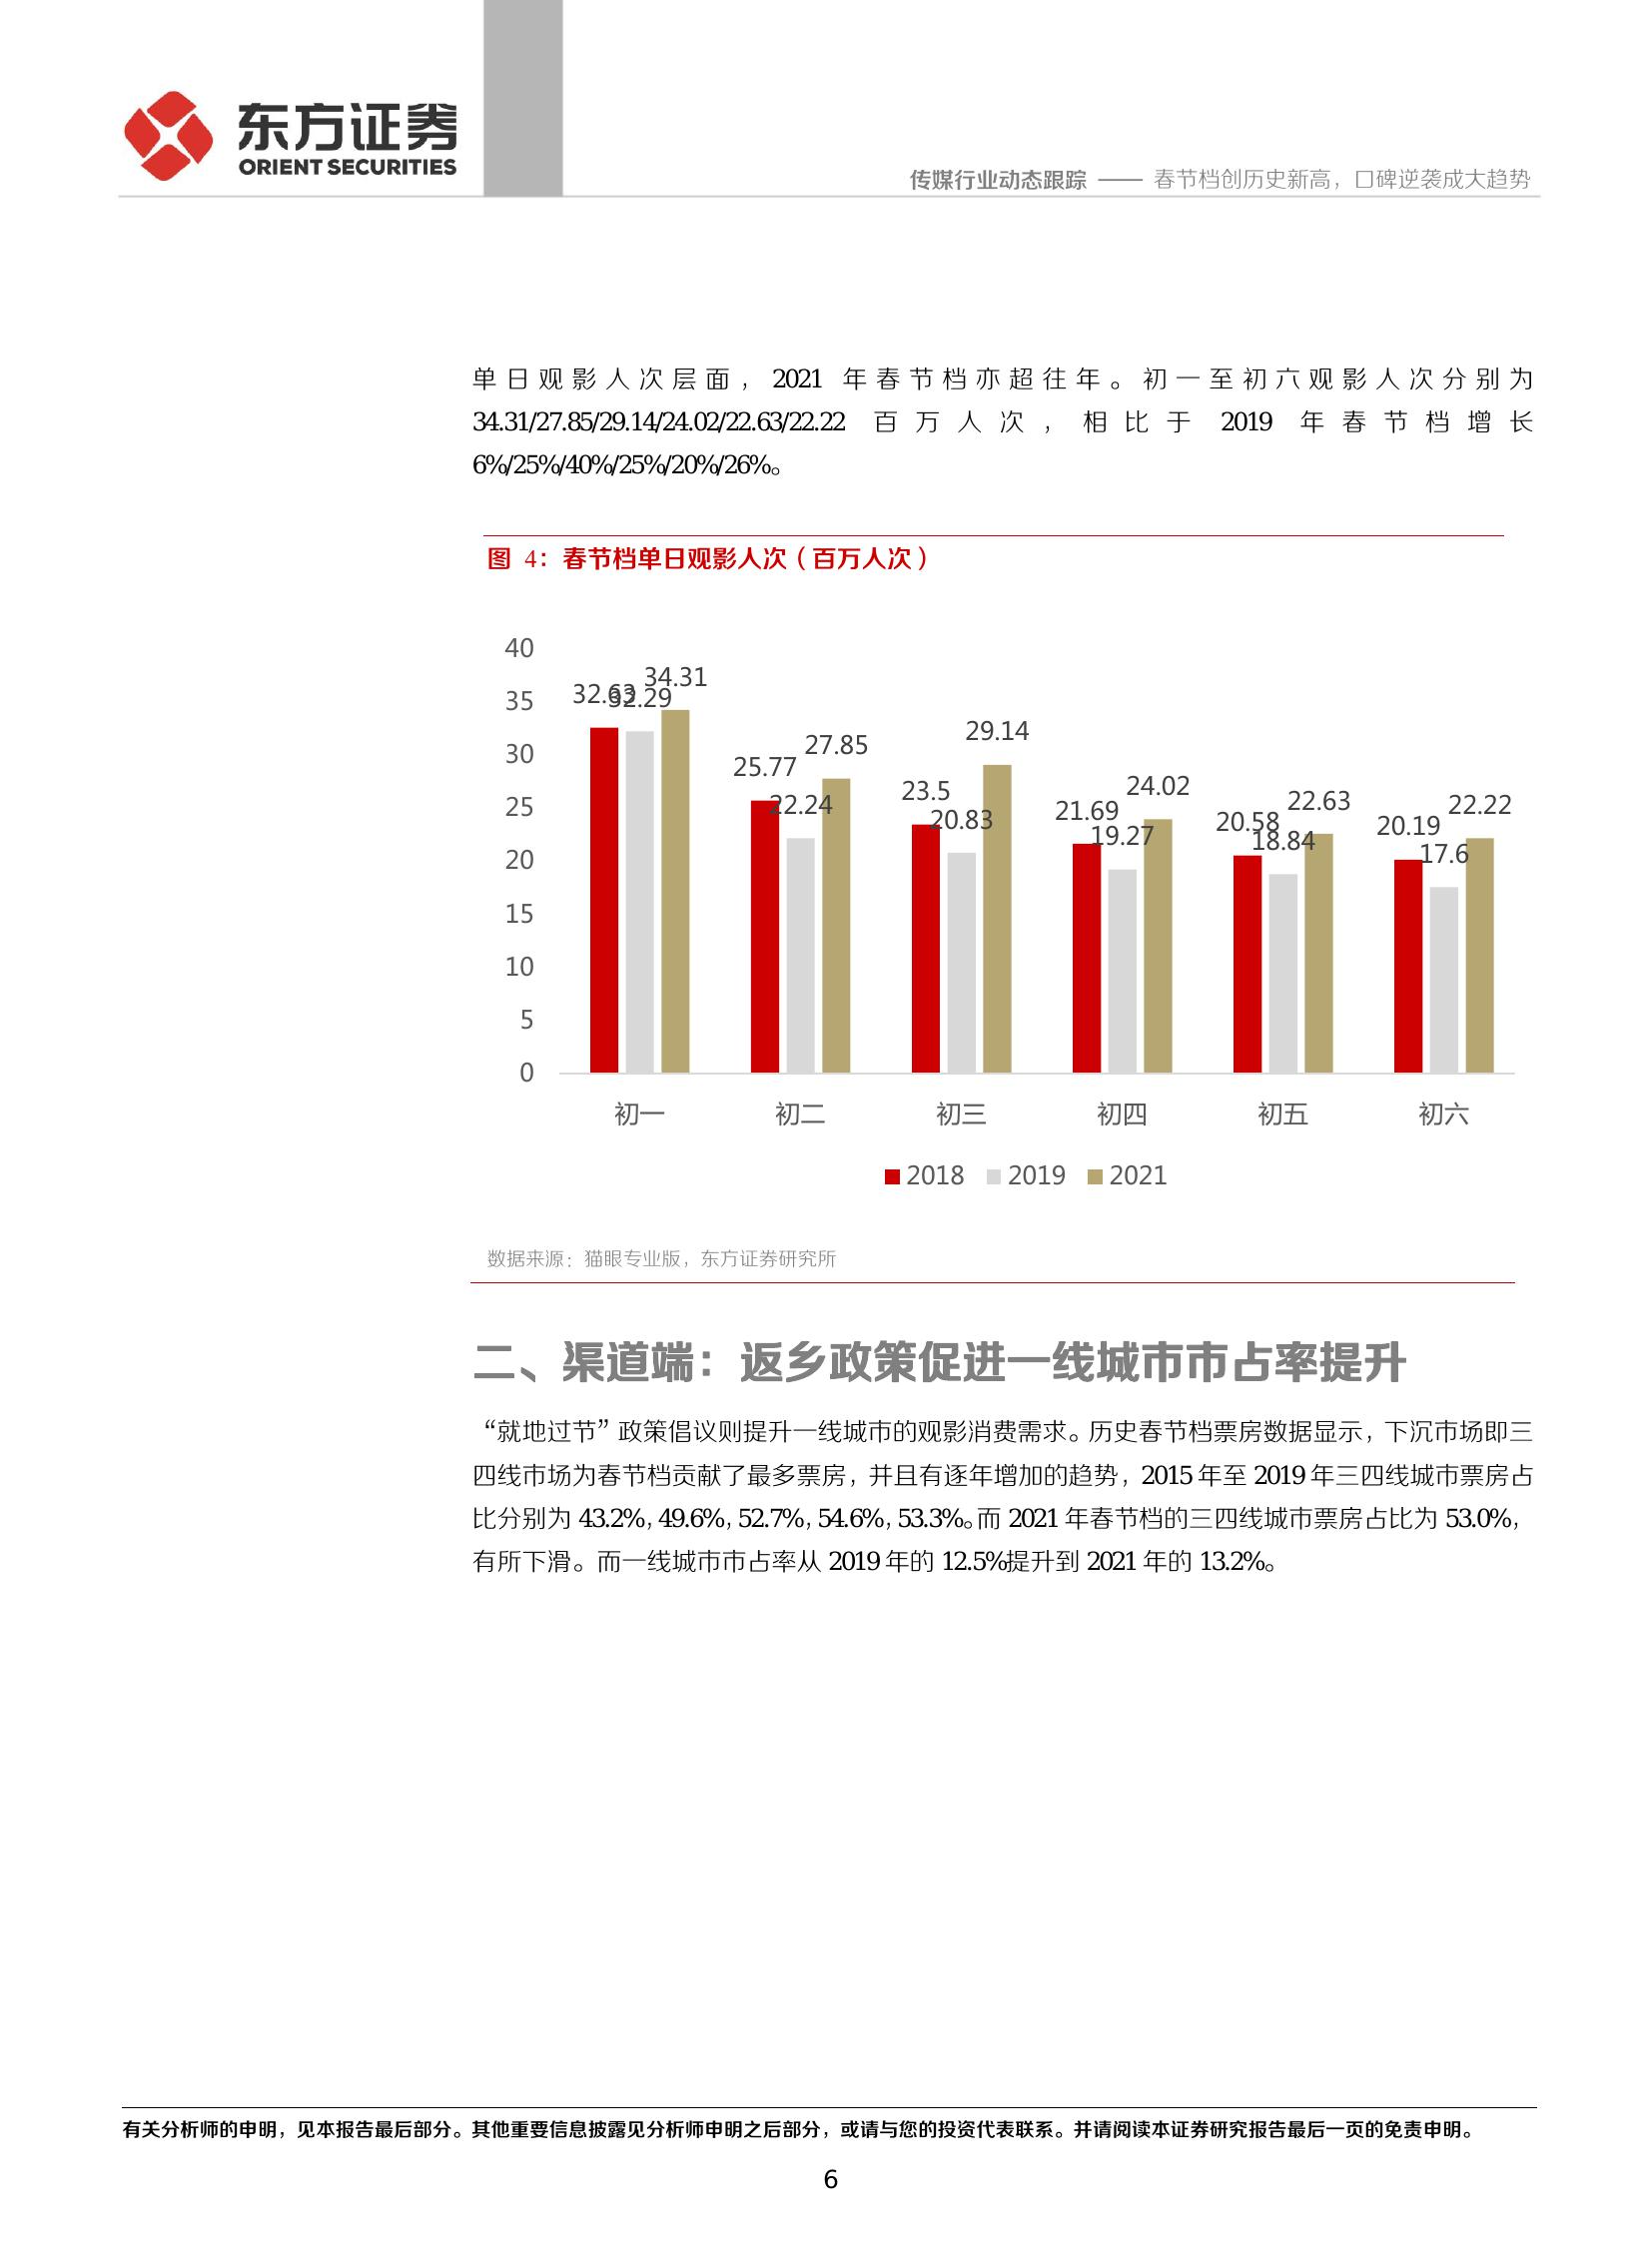 东方证券
ORIENT SECURITIES
传媒行业动态跟踪 —— 春节档创历史新高，口碑逆袭成大趋势
单日观影人次层面，2021 年春节档亦超往年。初一至初六观影人次分别为
34.31/27.85/29.14/24.02/22.63/22.22 百万人次，相比于 2019 年春节档增长
6%/25%/40%/25%/20%/26%。
图 4：春节档单日观影人次（百万人次）
40
35
30
25
20
15
10
5
0
32.63 32.29 34.31
25.77 22.24 27.85
23.5 20.83 29.14
21.69 19.27 24.02
20.58 18.84 22.63
20.19 17.6 22.22
初一 初二 初三 初四 初五 初六
2018 2019 2021
数据来源：猫眼专业版，东方证券研究所
二、渠道端：返乡政策促进一线城市市占率提升
“就地过节”政策倡议则提升一线城市的观影消费需求。历史春节档票房数据显示，下沉市场即三
四线市场为春节档贡献了最多票房，并且有逐年增加的趋势，2015 年至 2019 年三四线城市票房占
比分别为 43.2%，49.6%，52.7%，54.6%，53.3%。而 2021 年春节档的三四线城市票房占比为 53.0%，
有所下滑。而一线城市市占率从 2019 年的 12.5%提升到 2021 年的 13.2%。
有关分析师的申明，见本报告最后部分。其他重要信息披露见分析师申明之后部分，或请与您的投资代表联系。并请阅读本证券研究报告最后一页的免责申明。
6